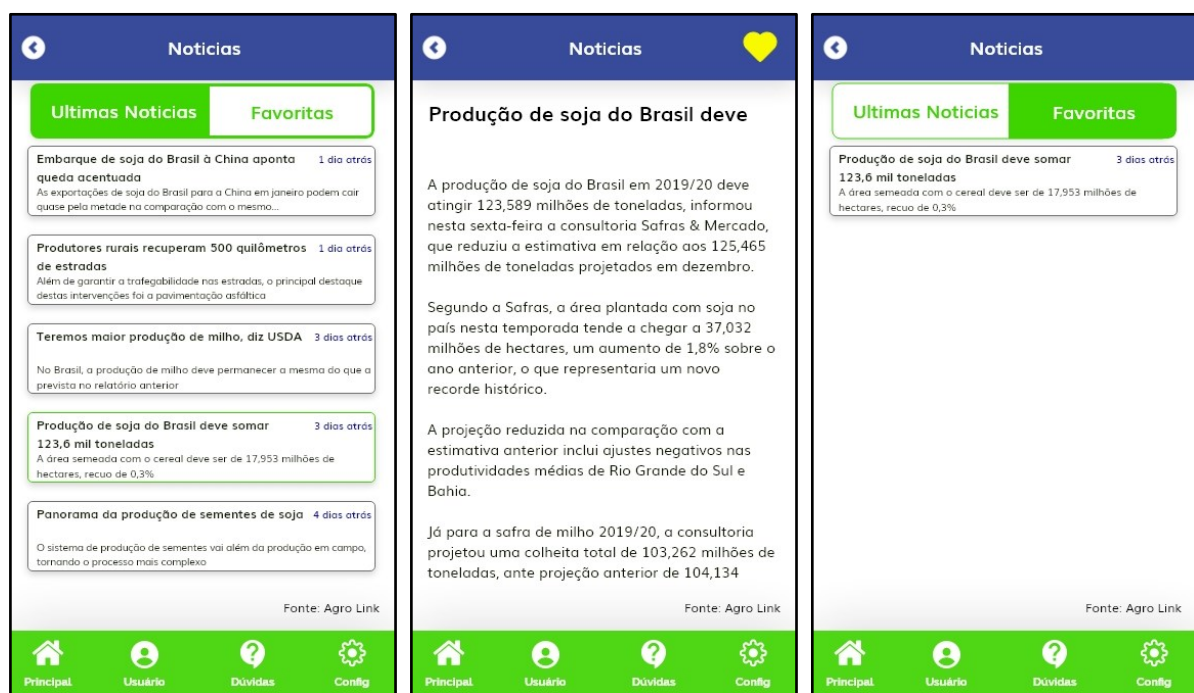 Noticias
Ultimas Noticias
Favoritas
Embarque de soja do Brasil à China aponta
1 dia atrás
queda acentuada
As exportações de soja do Brasil para a China em janeiro podem cair
quase pela metade na comparação com o mesmo...
Produtores rurais recuperam 500 quilômetros
1 dia atrás
de estradas
Além de garantir a trafegabilidade nas estradas, o principal destaque
destas intervenções foi a pavimentação asfáltica
Teremos maior produção de milho, diz USDA
3 dias atrás
No Brasil, a produção de milho deve permanecer a mesma do que a
prevista no relatório anterior
Produção de soja do Brasil deve somar
3 dias atrás
123,6 mil toneladas
A área semeada com o cereal deve ser de 17,953 milhões de
hectares, recuo de 0,3%
Panorama da produção de sementes de soja
4 dias atrás
O sistema de produção de sementes vai além da produção em campo,
tornando o processo mais complexo
Fonte: Agro Link
Principal
Usuário
Dúvidas
Config
Noticias
Produção de soja do Brasil deve
A produção de soja do Brasil em 2019/20 deve
atingir 123,589 milhões de toneladas, informou
nesta sexta-feira a consultoria Safras & Mercado,
que reduziu a estimativa em relação aos 125,465
milhões de toneladas projetados em dezembro.
Segundo a Safras, a área plantada com soja no
país nesta temporada tende a chegar a 37,032
milhões de hectares, um aumento de 1,8% sobre o
ano anterior, o que representaria um novo
recorde histórico.
A projeção reduzida na comparação com a
estimativa anterior inclui ajustes negativos nas
produtividades médias de Rio Grande do Sul e
Bahia.
Já para a safra de milho 2019/20, a consultoria
projetou uma colheita total de 103,262 milhões de
toneladas, ante projeção anterior de 104,134
Fonte: Agro Link
Principal
Usuário
Dúvidas
Config
Noticias
Ultimas Noticias
Favoritas
Produção de soja do Brasil deve somar
3 dias atrás
123,6 mil toneladas
A área semeada com o cereal deve ser de 17,953 milhões de
hectares, recuo de 0,3%
Fonte: Agro Link
Principal
Usuário
Dúvidas
Config